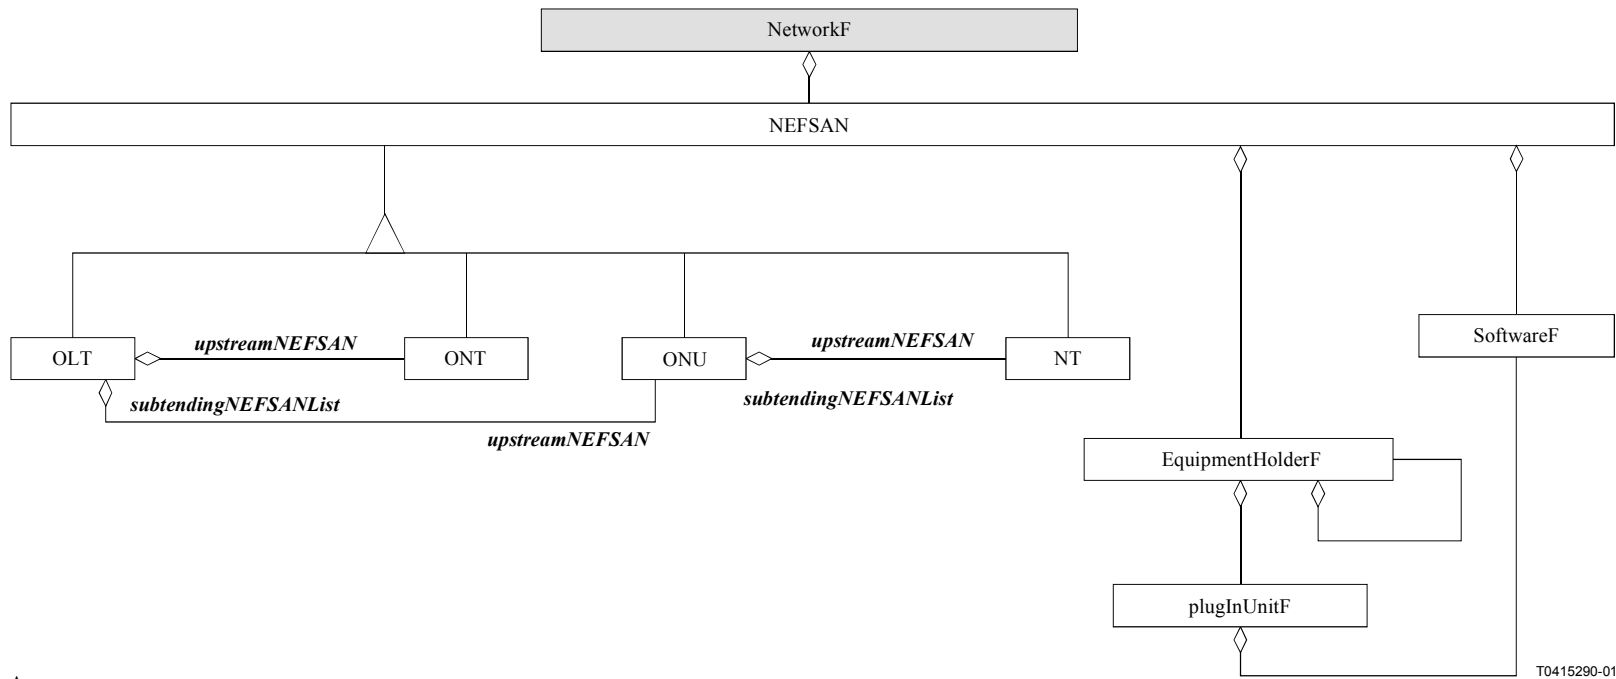 NetworkF
NEFSAN
SoftwareF
upstreamNEFSAN
upstreamNEFSAN
OLT
ONT
ONU
NT
subtendingNEFSANList
subtendingNEFSANList
upstreamNEFSAN
EquipmentHolderF
plugInUnitF
T0415290-01